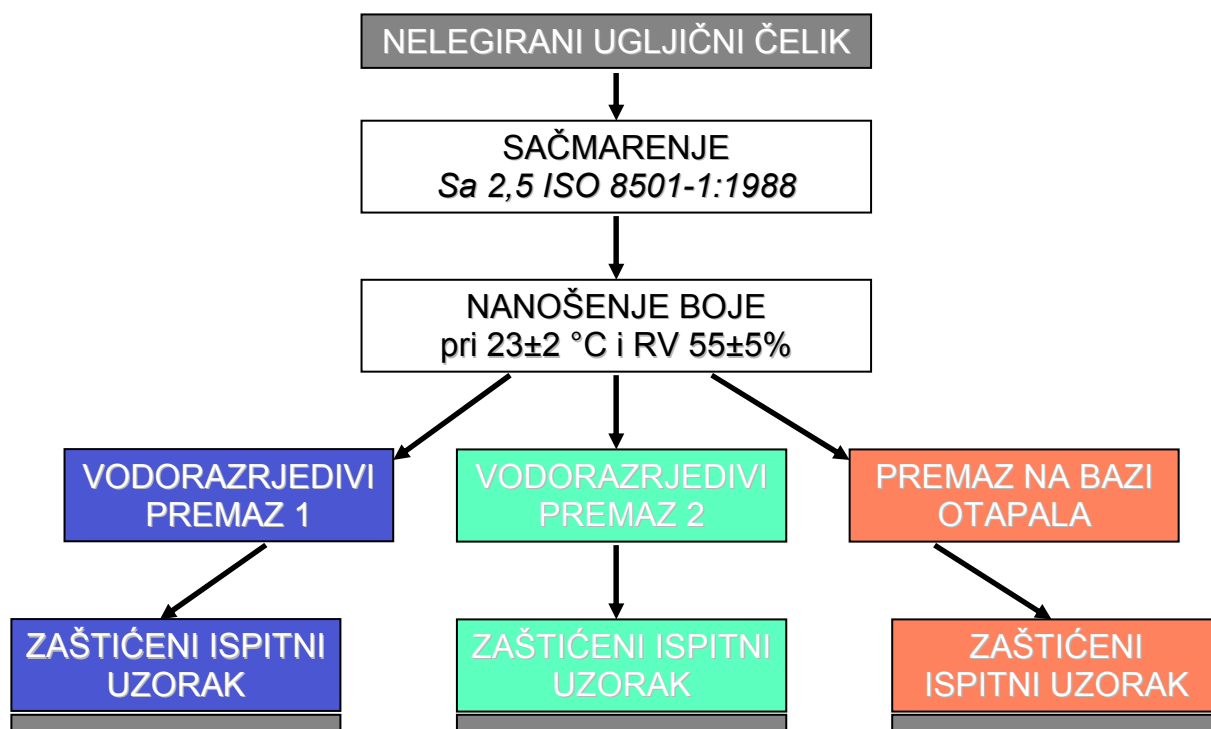 NELEGIRANI UGLJIČNI ČELIK
SAČMARENJE
Sa 2,5 ISO 8501-1:1988
NANOŠENJE BOJE
pri 23±2 °C i RV 55±5%
VODORAZRJEDIVI
PREMAZ 1
VODORAZRJEDIVI
PREMAZ 2
PREMAZ NA BAZI
OTAPALA
ZAŠTIĆENI ISPITNI
UZORAK
ZAŠTIĆENI ISPITNI
UZORAK
ZAŠTIĆENI
ISPITNI UZORAK